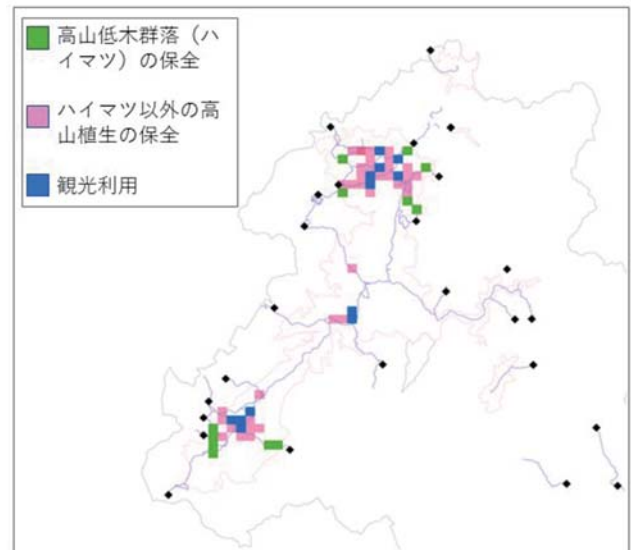 高山低木群落（ハ
イマツ）の保全
ハイマツ以外の高
山植生の保全
観光利用